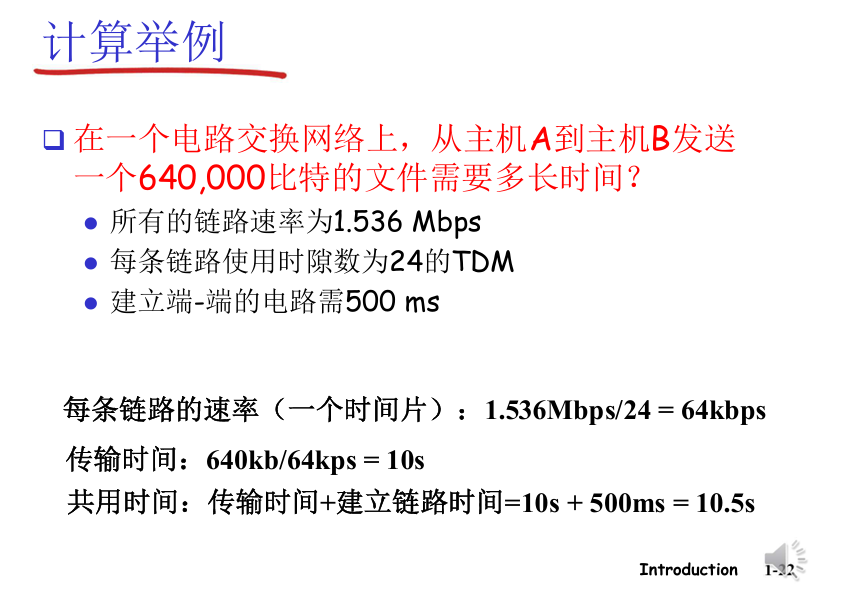 计算举例
在一个电路交换网络上，从主机A到主机B发送
一个640,000比特的文件需要多长时间？
所有的链路速率为1.536 Mbps
每条链路使用时隙数为24的TDM
建立端-端的电路需500 ms
每条链路的速率（一个时间片）：1.536Mbps/24 = 64kbps
传输时间：640kb/64kps = 10s
共用时间：传输时间+建立链路时间=10s + 500ms = 10.5s
Introduction 1-32